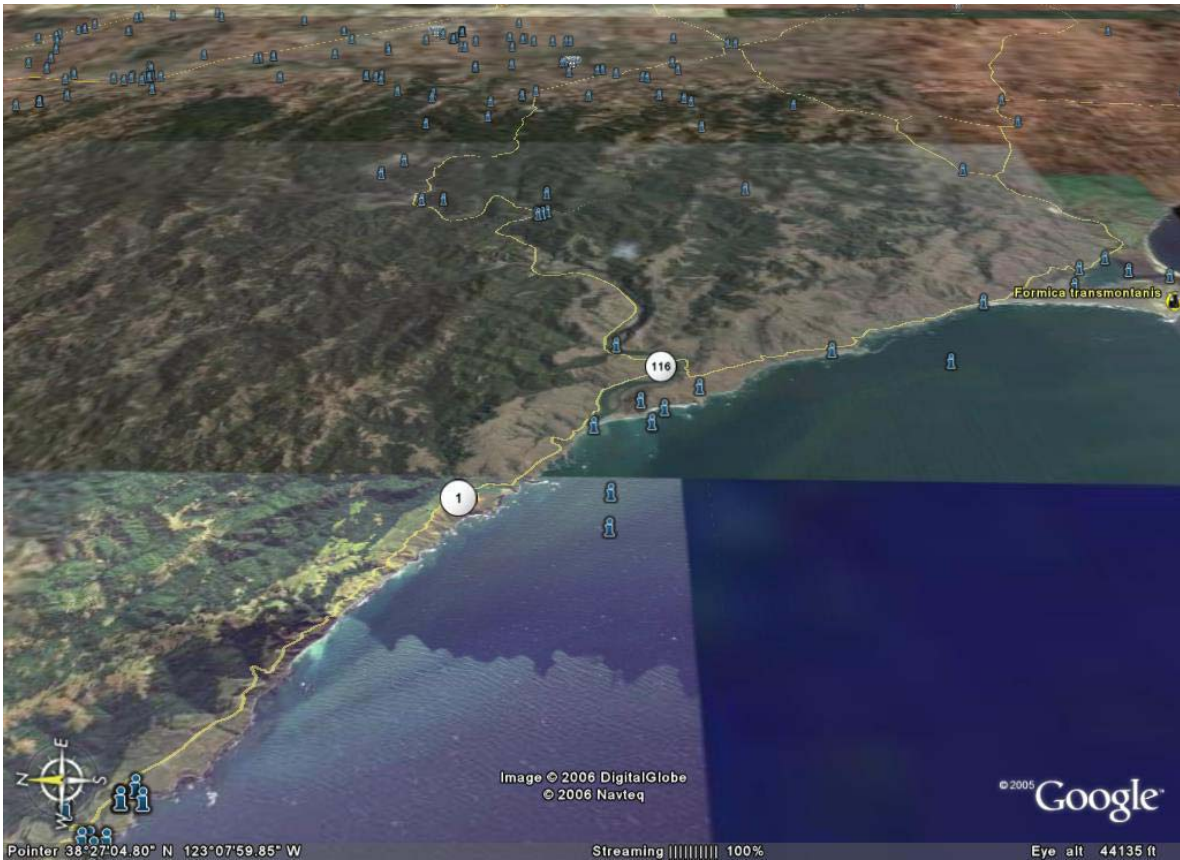 Formica transmontanis
116
1
E
N
S
W
Image © 2006 DigitalGlobe
© 2006 Navteq
© 2005 Google™
Pointer 38°27'04.80" N 123°07'59.85" W
Streaming |||||||||| 100%
Eye alt 44135 ft